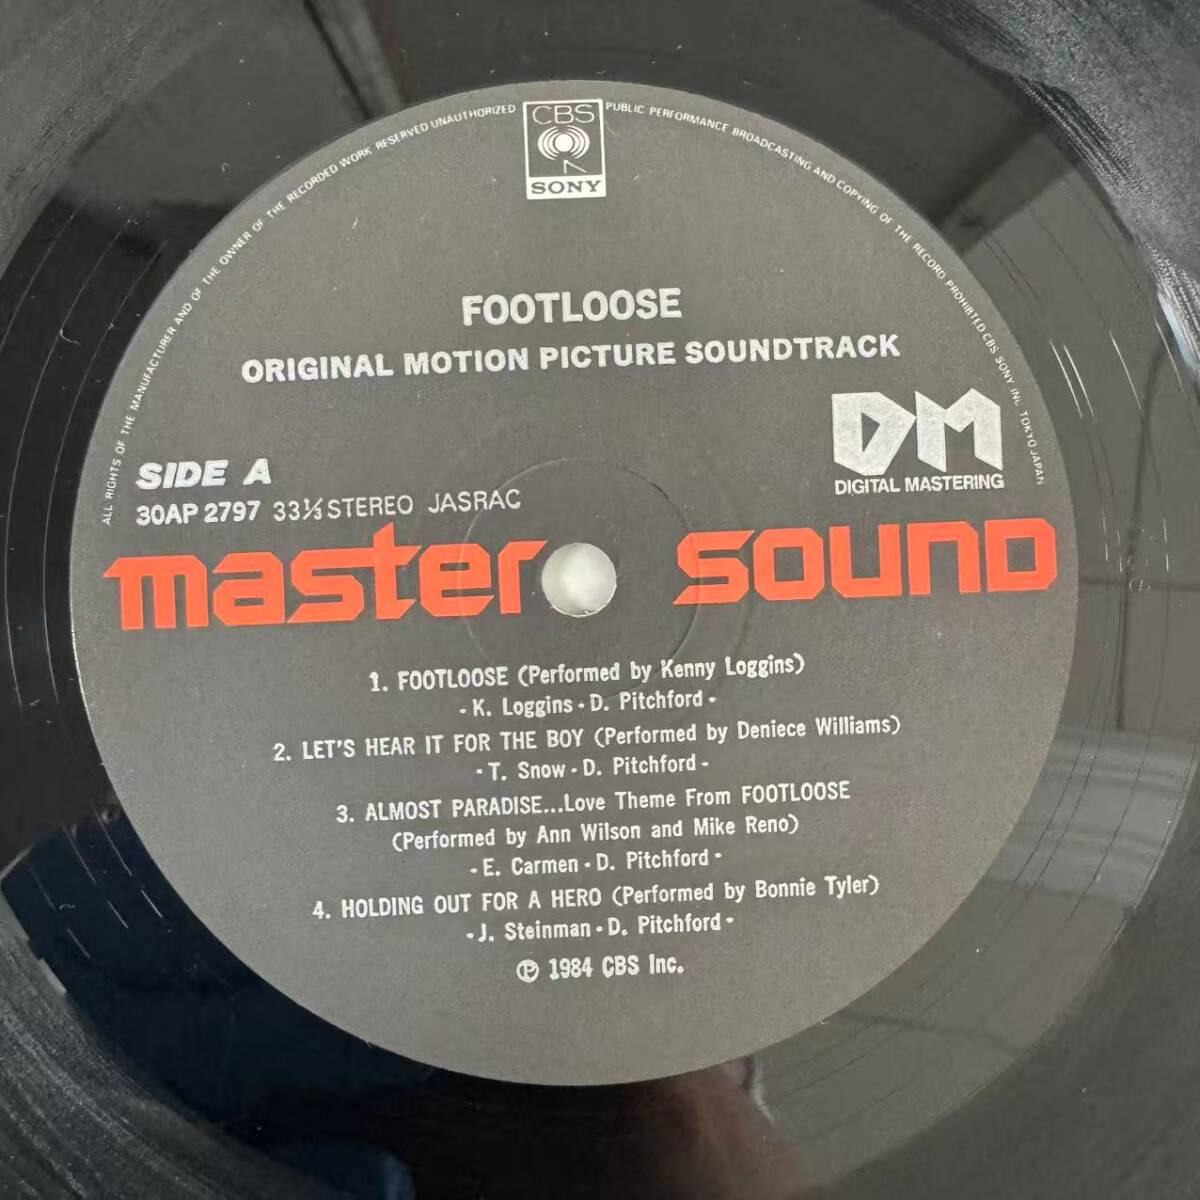 ALL RIGHTS OF THE MANUFACTURER AND OF THE OWNER OF THE RECORDED WORK RESERVED UNAUTHORIZED PUBLIC PERFORMANCE BROADCASTING AND COPYING OF THE RECORD PROHIBITED CBS SONY INC. TOKYO JAPAN
CBS
SONY
FOOTLOOSE
ORIGINAL MOTION PICTURE SOUNDTRACK
DM
DIGITAL MASTERING
SIDE A
30AP 2797 33⅓ STEREO JASRAC
master sound
1. FOOTLOOSE (Performed by Kenny Loggins)
• K. Loggins • D. Pitchford •
2. LET'S HEAR IT FOR THE BOY (Performed by Deniece Williams)
• T. Snow • D. Pitchford •
3. ALMOST PARADISE...Love Theme From FOOTLOOSE
(Performed by Ann Wilson and Mike Reno)
• E. Carmen • D. Pitchford •
4. HOLDING OUT FOR A HERO (Performed by Bonnie Tyler)
• J. Steinman • D. Pitchford •
℗ 1984 CBS Inc.